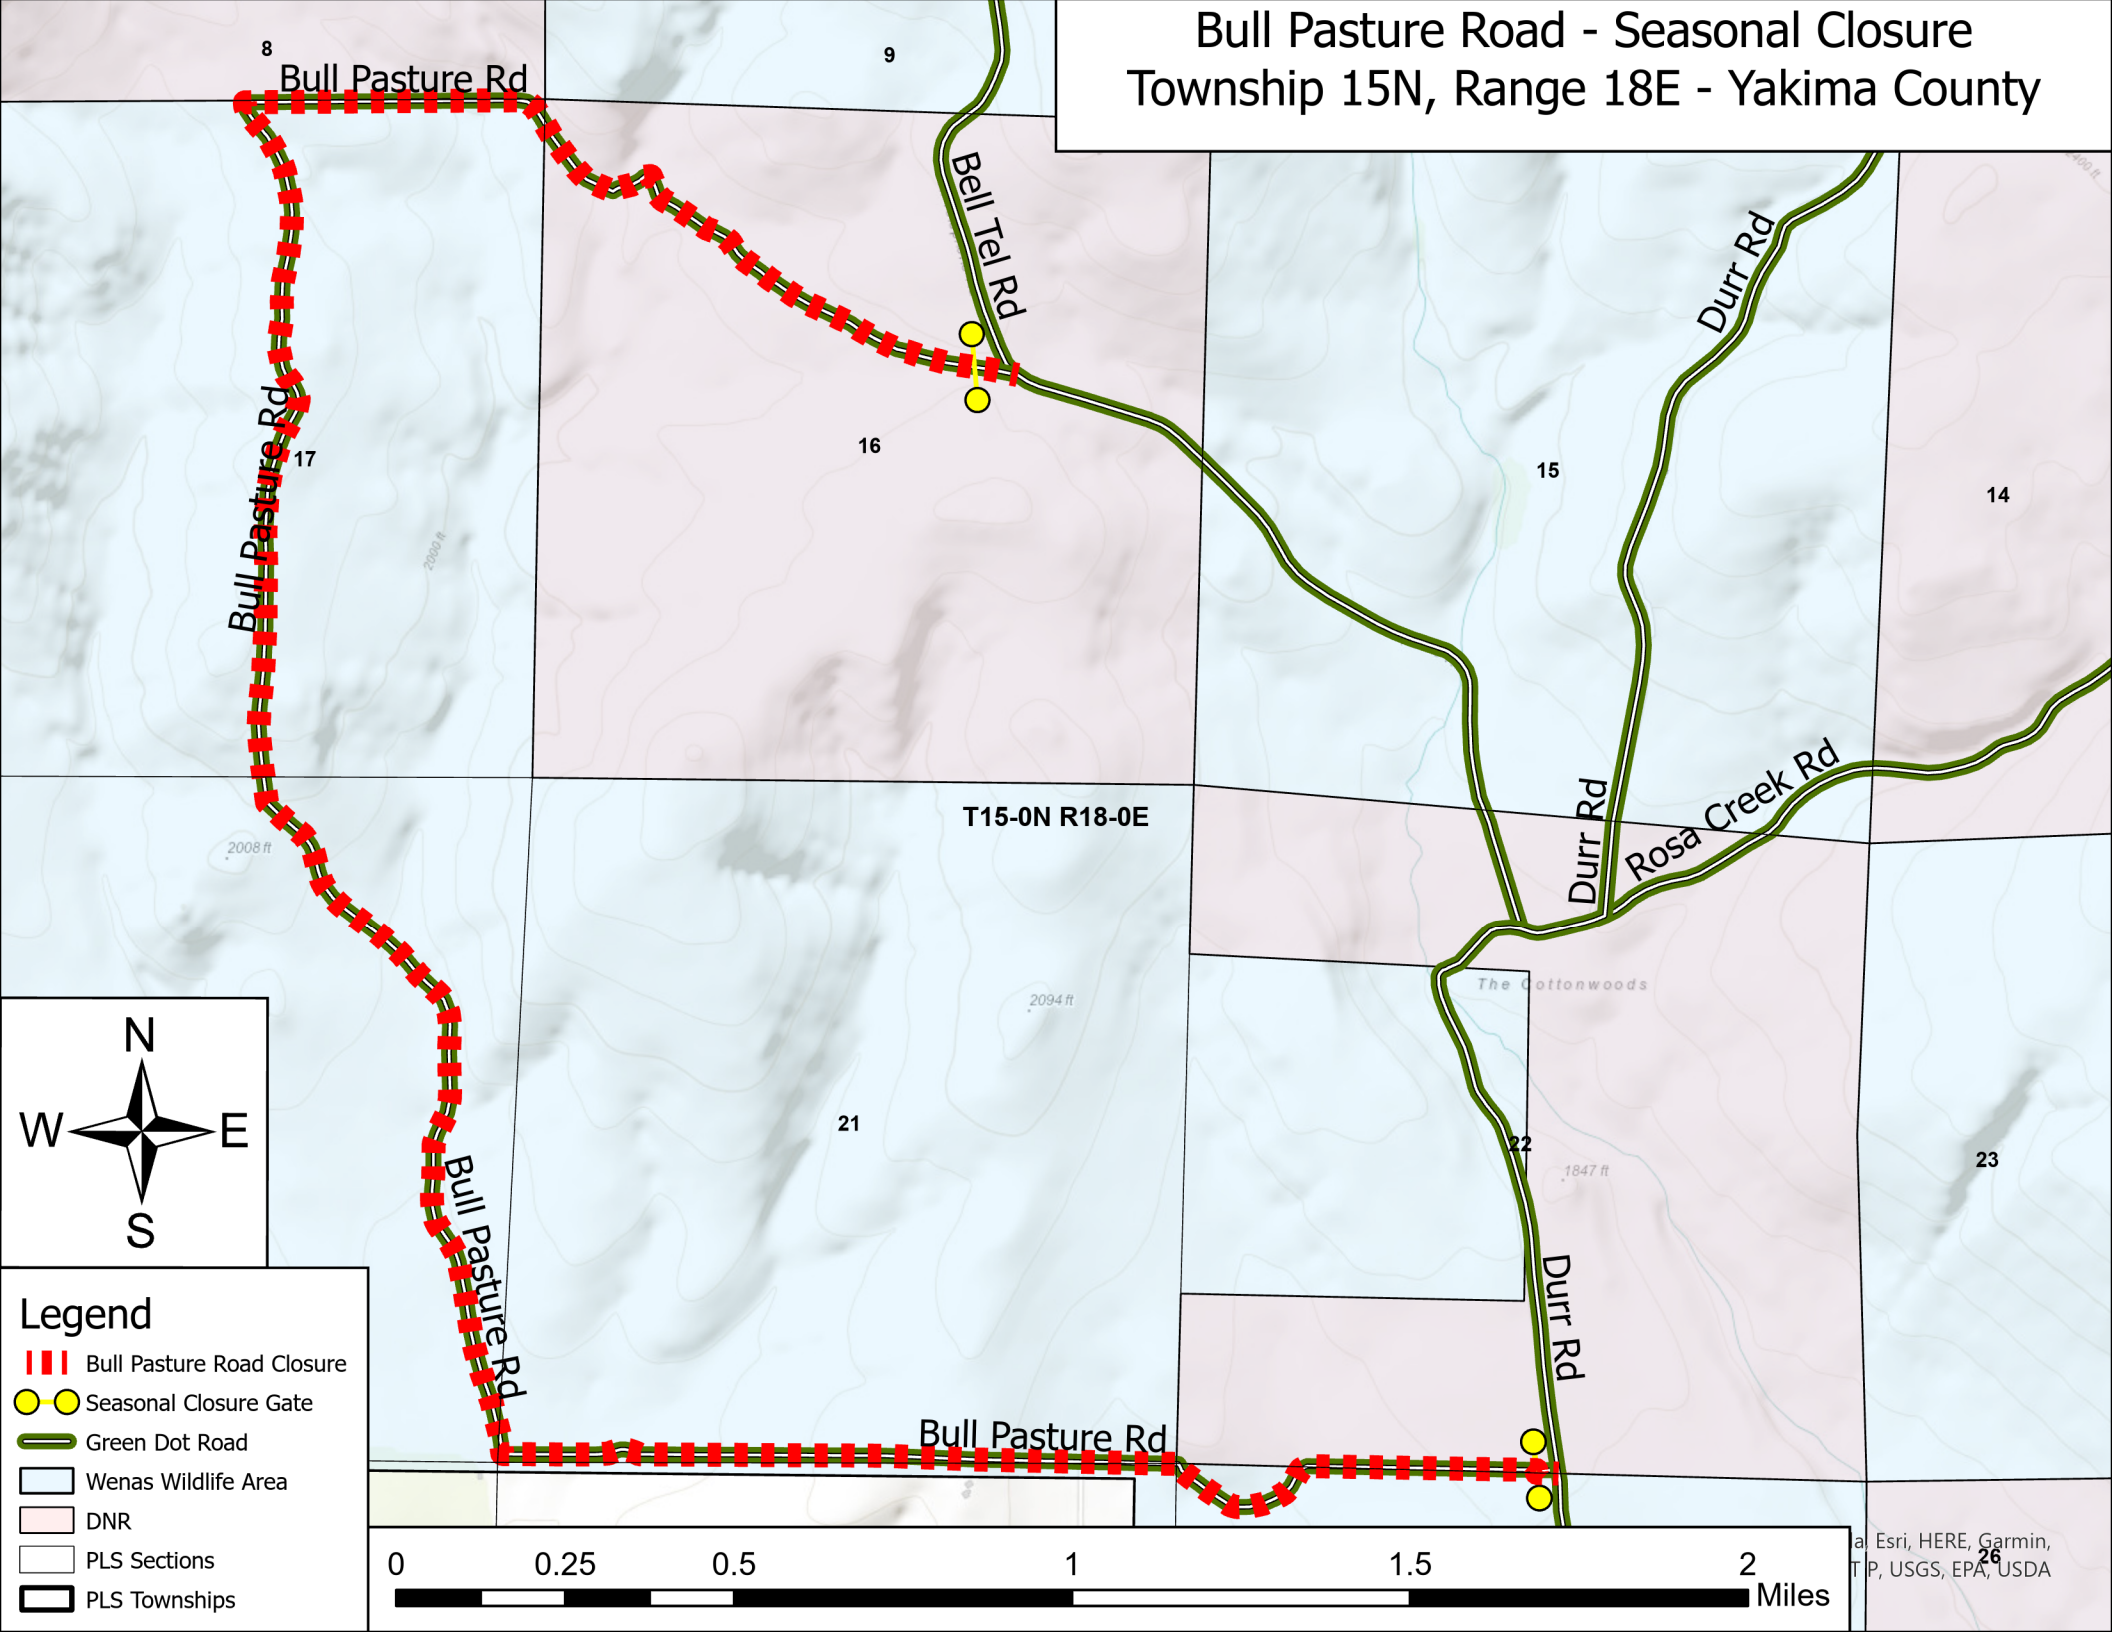 Bull Pasture Road - Seasonal Closure
Township 15N, Range 18E - Yakima County
8
9
Bull Pasture Rd
Bell Tel Rd
2400 ft
Durr Rd
Bull Pasture Rd
17
16
15
14
2000 ft
T15-0N R18-0E
2008 ft
Durr Rd
Rosa Creek Rd
The Cottonwoods
2094 ft
21
22
1847 ft
23
Bull Pasture Rd
Durr Rd
Bull Pasture Rd
N
W
E
S
Legend
Bull Pasture Road Closure
Seasonal Closure Gate
Green Dot Road
Wenas Wildlife Area
DNR
PLS Sections
PLS Townships
0 0.25 0.5 1 1.5 2
Miles
Esri, HERE, Garmin,
P, USGS, EPA, USDA
26